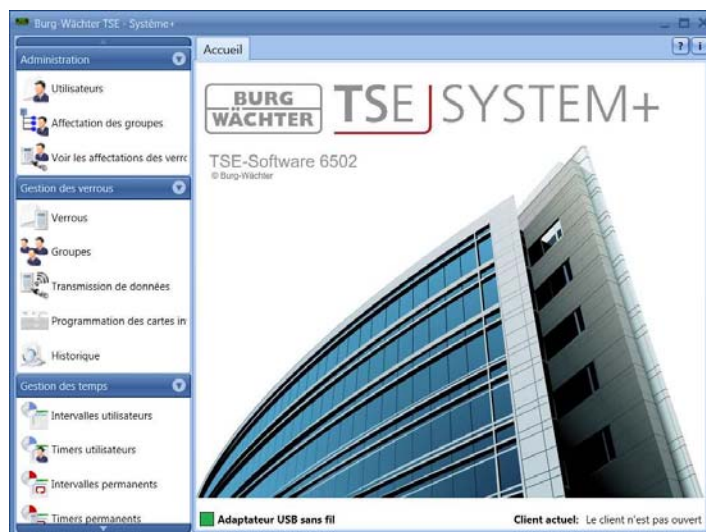 Burg-Wächter TSE - Système+
Administration
Utilisateurs
Affectation des groupes
Voir les affectations des verro
Gestion des verrous
Verrous
Groupes
Transmission de données
Programmation des cartes in
Historique
Gestion des temps
Intervalles utilisateurs
Timers utilisateurs
Intervalles permanents
Timers permanents
Accueil
? i
BURG
WÄCHTER
TSE SYSTEM+
TSE-Software 6502
© Burg-Wächter
Adaptateur USB sans fil
Client actuel: Le client n'est pas ouvert